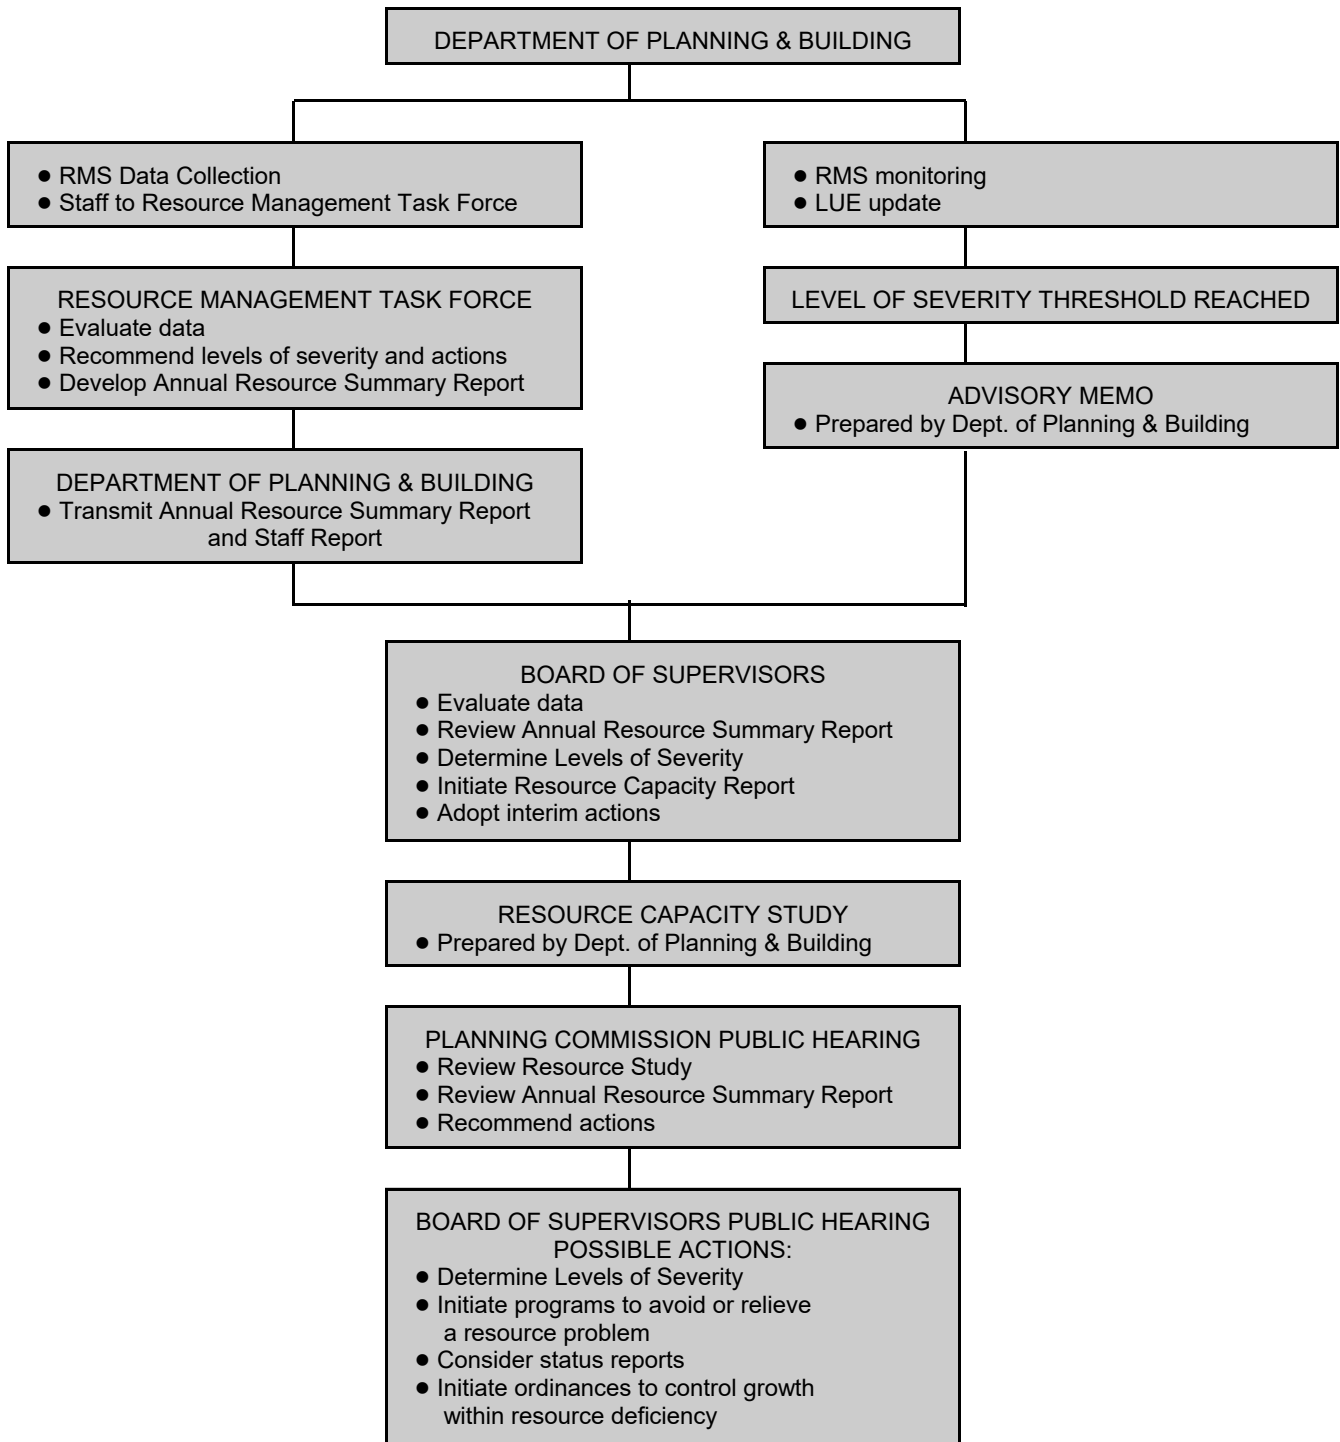 DEPARTMENT OF PLANNING & BUILDING
● RMS Data Collection
● Staff to Resource Management Task Force
RESOURCE MANAGEMENT TASK FORCE
● Evaluate data
● Recommend levels of severity and actions
● Develop Annual Resource Summary Report
DEPARTMENT OF PLANNING & BUILDING
● Transmit Annual Resource Summary Report
and Staff Report
● RMS monitoring
● LUE update
LEVEL OF SEVERITY THRESHOLD REACHED
ADVISORY MEMO
● Prepared by Dept. of Planning & Building
BOARD OF SUPERVISORS
● Evaluate data
● Review Annual Resource Summary Report
● Determine Levels of Severity
● Initiate Resource Capacity Report
● Adopt interim actions
RESOURCE CAPACITY STUDY
● Prepared by Dept. of Planning & Building
PLANNING COMMISSION PUBLIC HEARING
● Review Resource Study
● Review Annual Resource Summary Report
● Recommend actions
BOARD OF SUPERVISORS PUBLIC HEARING
POSSIBLE ACTIONS:
● Determine Levels of Severity
● Initiate programs to avoid or relieve
a resource problem
● Consider status reports
● Initiate ordinances to control growth
within resource deficiency